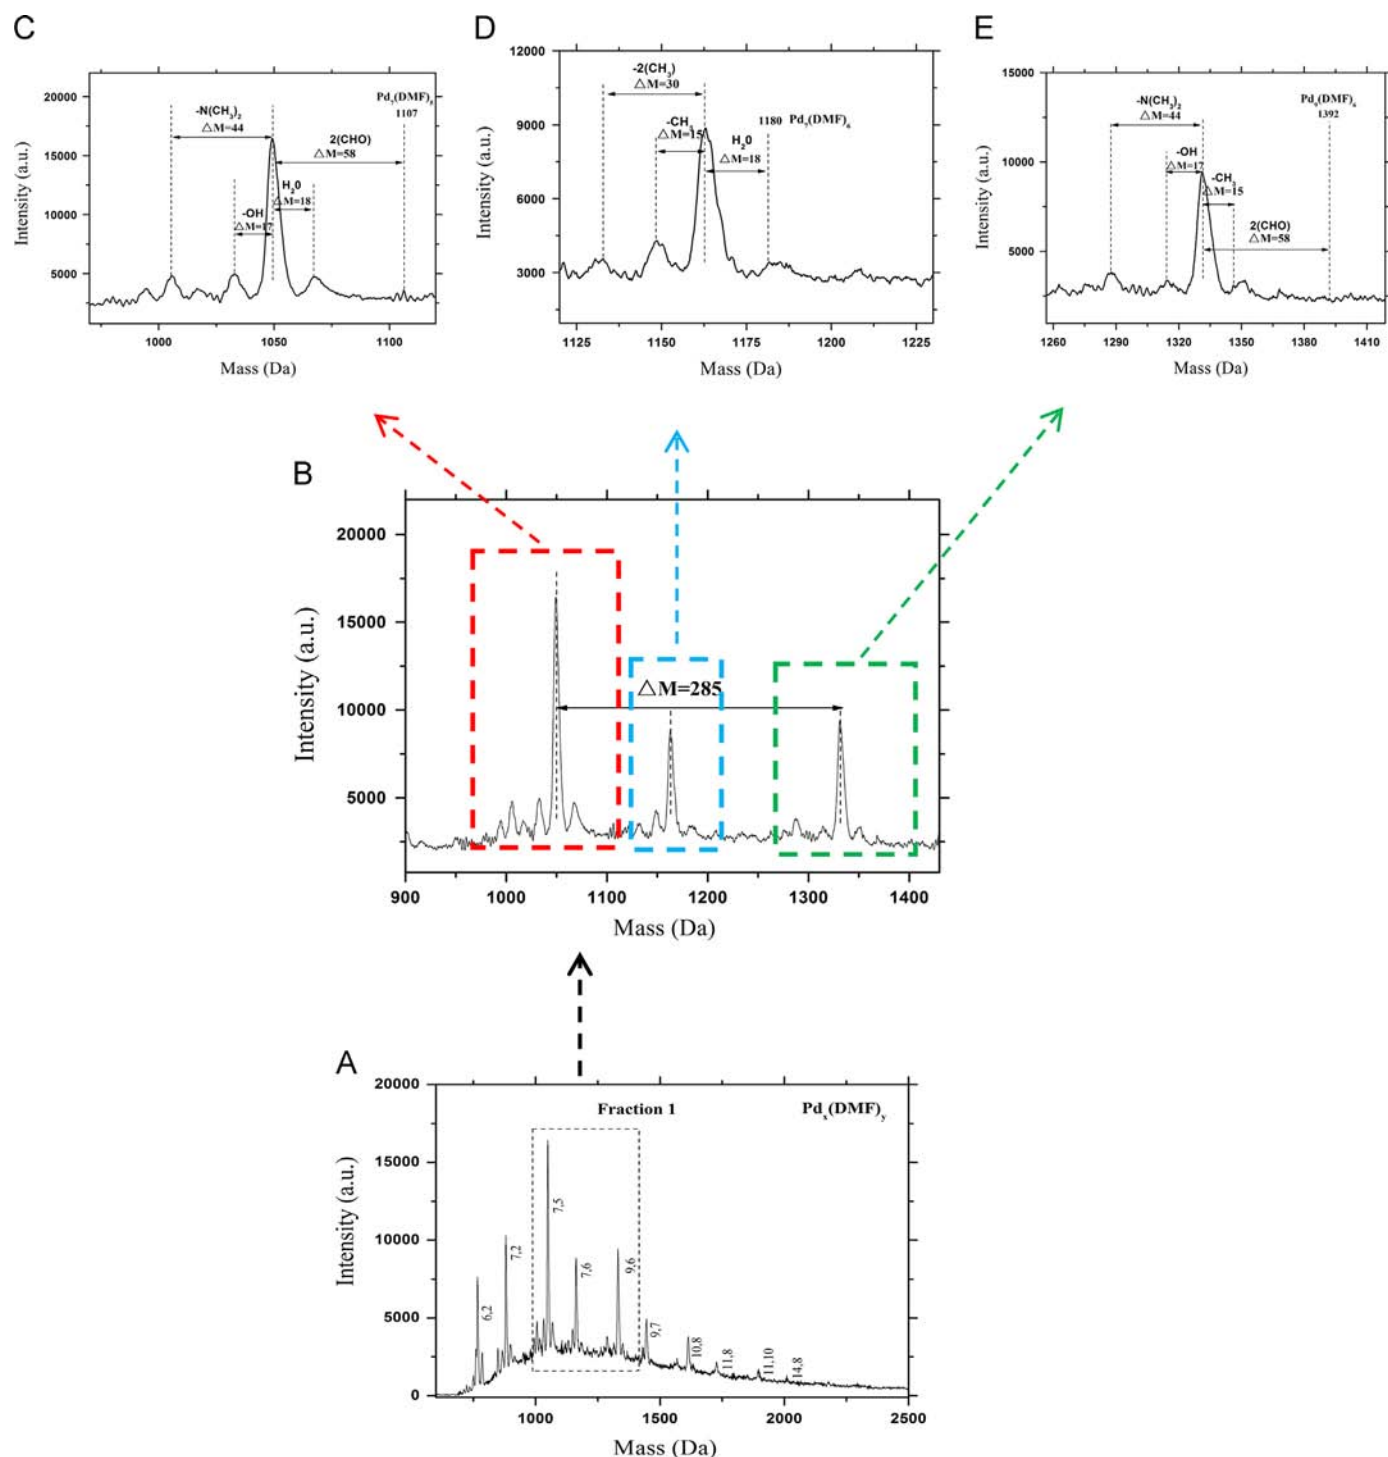 C
-N(CH3)2
△M=44
Pd7(DMF)5
1107
2(CHO)
△M=58
H20
△M=18
-OH
△M=17
20000
15000
10000
5000
Intensity (a.u.)
1000
1050
1100
Mass (Da)
D
-2(CH3)
△M=30
-CH3
△M=15
1180 Pd7(DMF)6
H20
△M=18
12000
9000
6000
3000
Intensity (a.u.)
1125
1150
1175
1200
1225
Mass (Da)
E
-N(CH3)2
△M=44
Pd9(DMF)6
1392
-OH
△M=17
-CH3
△M=15
2(CHO)
△M=58
15000
10000
5000
Intensity (a.u.)
1260
1290
1320
1350
1380
1410
Mass (Da)
B
△M=285
20000
15000
10000
5000
Intensity (a.u.)
900
1000
1100
1200
1300
1400
Mass (Da)
A
Fraction 1
Pdx(DMF)y
20000
15000
10000
5000
0
Intensity (a.u.)
6,2
7,2
7,5
7,6
9,6
9,7
10,8
11,8
11,10
14,8
1000
1500
2000
2500
Mass (Da)